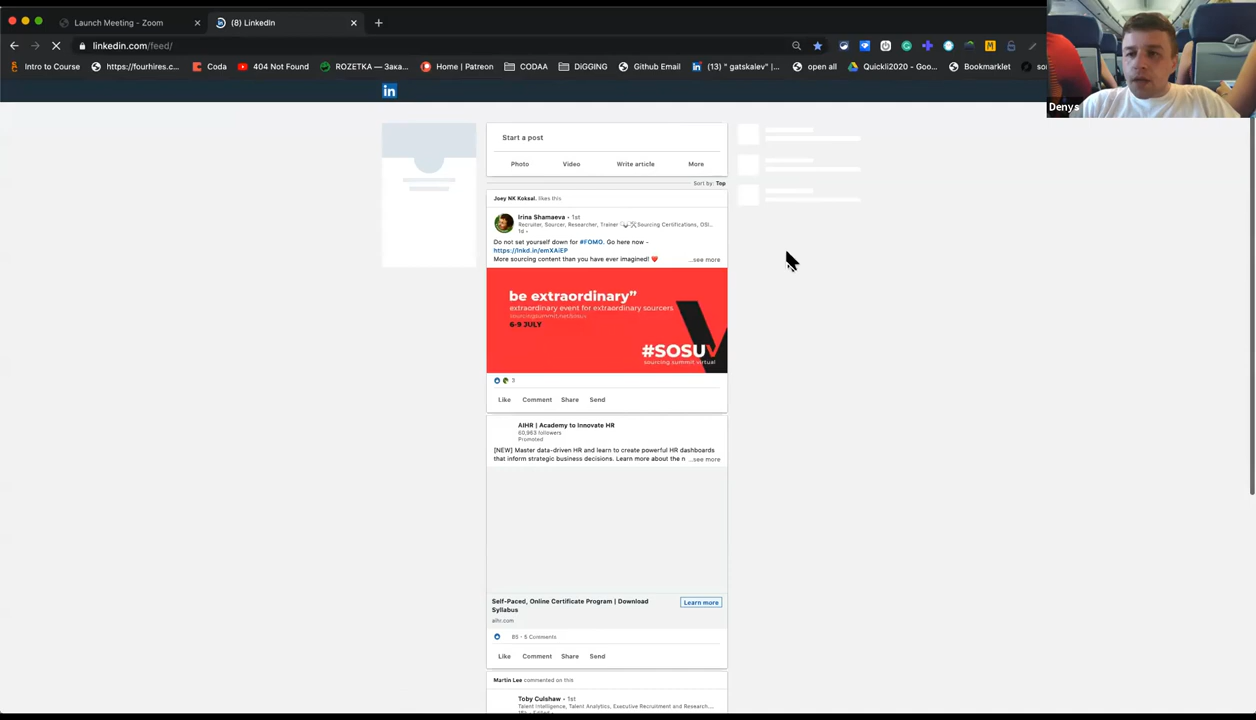 Launch Meeting - Zoom
(8) LinkedIn
linkedin.com/feed/
Intro to Course
https://fourhires.c...
Coda
404 Not Found
ROZETKA — Зака...
Home | Patreon
CODAA
DiGGING
Github Email
(13) " gatskalev" |...
open all
Quickli2020 - Goo...
Bookmarklet
Denys
in
Start a post
Photo Video Write article More
Sort by: Top
Joey NK Koksal. likes this
Irina Shamaeva • 1st
Recruiter, Sourcer, Researcher, Trainer Sourcing Certifications, OSI...
1d •
Do not set yourself down for #FOMO. Go here now -
https://lnkd.in/emXAiEP
More sourcing content than you have ever imagined! ❤ ...see more
be extraordinary”
extraordinary event for extraordinary sourcers
6-9 JULY
#SOSUV
sourcing summit virtual
3
Like Comment Share Send
AIHR | Academy to Innovate HR
60,983 followers
Promoted
[NEW] Master data-driven HR and learn to create powerful HR dashboards
that inform strategic business decisions. Learn more about the n ...see more
Self-Paced, Online Certificate Program | Download
Syllabus
Learn more
aihr.com
85 • 5 Comments
Like Comment Share Send
Martin Lee commented on this
Toby Culshaw • 1st
Talent Intelligence, Talent Analytics, Executive Recruitment and Research...